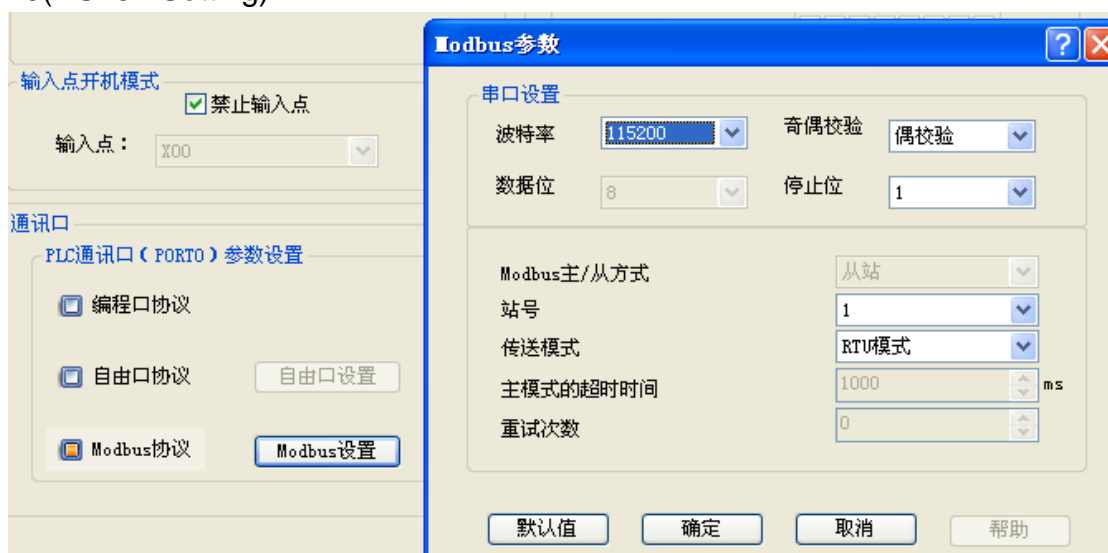 Modbus参数
输入点开机模式
禁止输入点
输入点：
X00
通讯口
PLC通讯口（PORT0）参数设置
编程口协议
自由口协议
自由口设置
Modbus协议
Modbus设置
串口设置
波特率
115200
奇偶校验
偶校验
数据位
8
停止位
1
Modbus主/从方式
从站
站号
1
传送模式
RTU模式
主模式的超时时间
1000
ms
重试次数
0
默认值
确定
取消
帮助